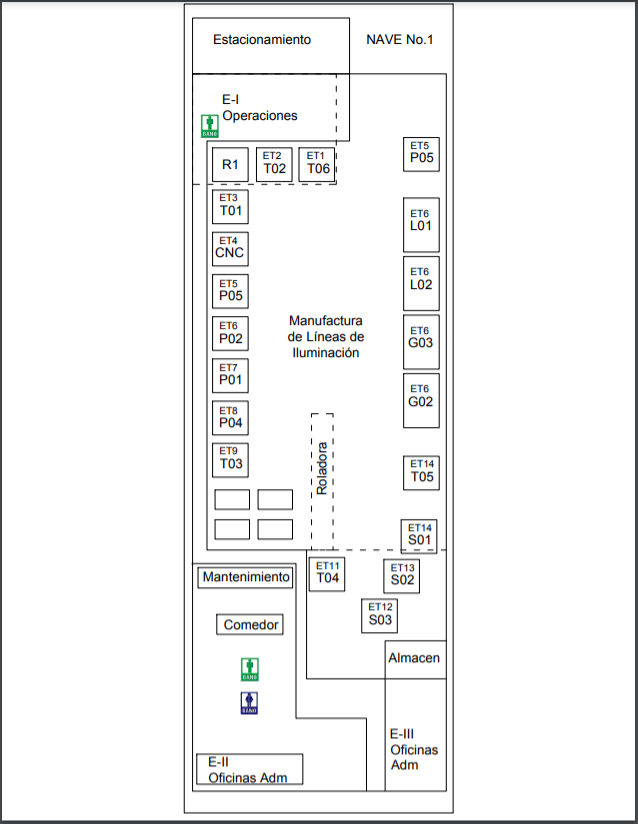 Estacionamiento
NAVE No.1
E-I
Operaciones
BAÑO
R1
ET2
T02
ET1
T06
ET5
P05
ET3
T01
ET4
CNC
ET5
P05
ET6
P02
ET7
P01
ET8
P04
ET9
T03
Manufactura
de Líneas de
Iluminación
ET6
L01
ET6
L02
ET6
G03
ET6
G02
Roladora
ET14
T05
ET14
S01
ET11
T04
ET13
S02
ET12
S03
Mantenimiento
Comedor
BAÑO
BAÑO
Almacen
E-II
Oficinas Adm
E-III
Oficinas
Adm